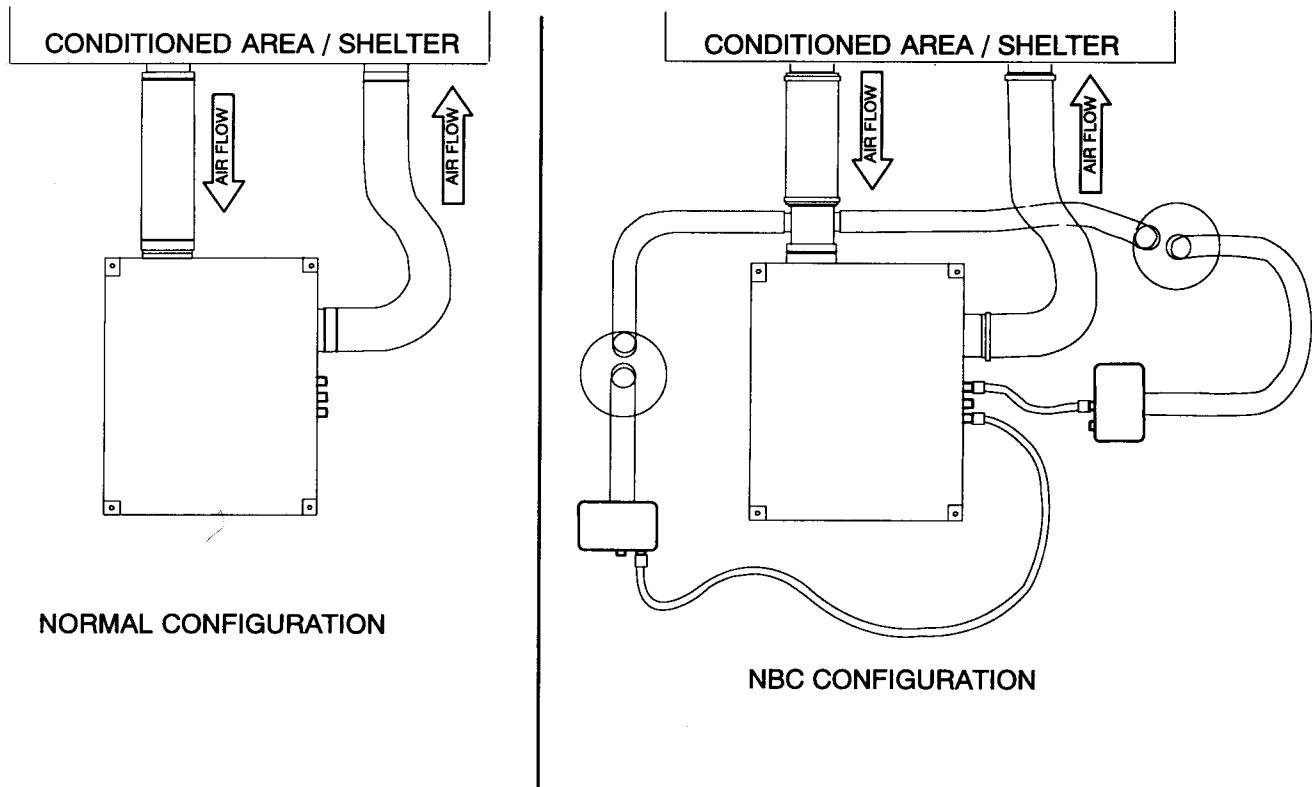 CONDITIONED AREA / SHELTER
AIR FLOW
AIR FLOW
NORMAL CONFIGURATION
CONDITIONED AREA / SHELTER
AIR FLOW
AIR FLOW
NBC CONFIGURATION